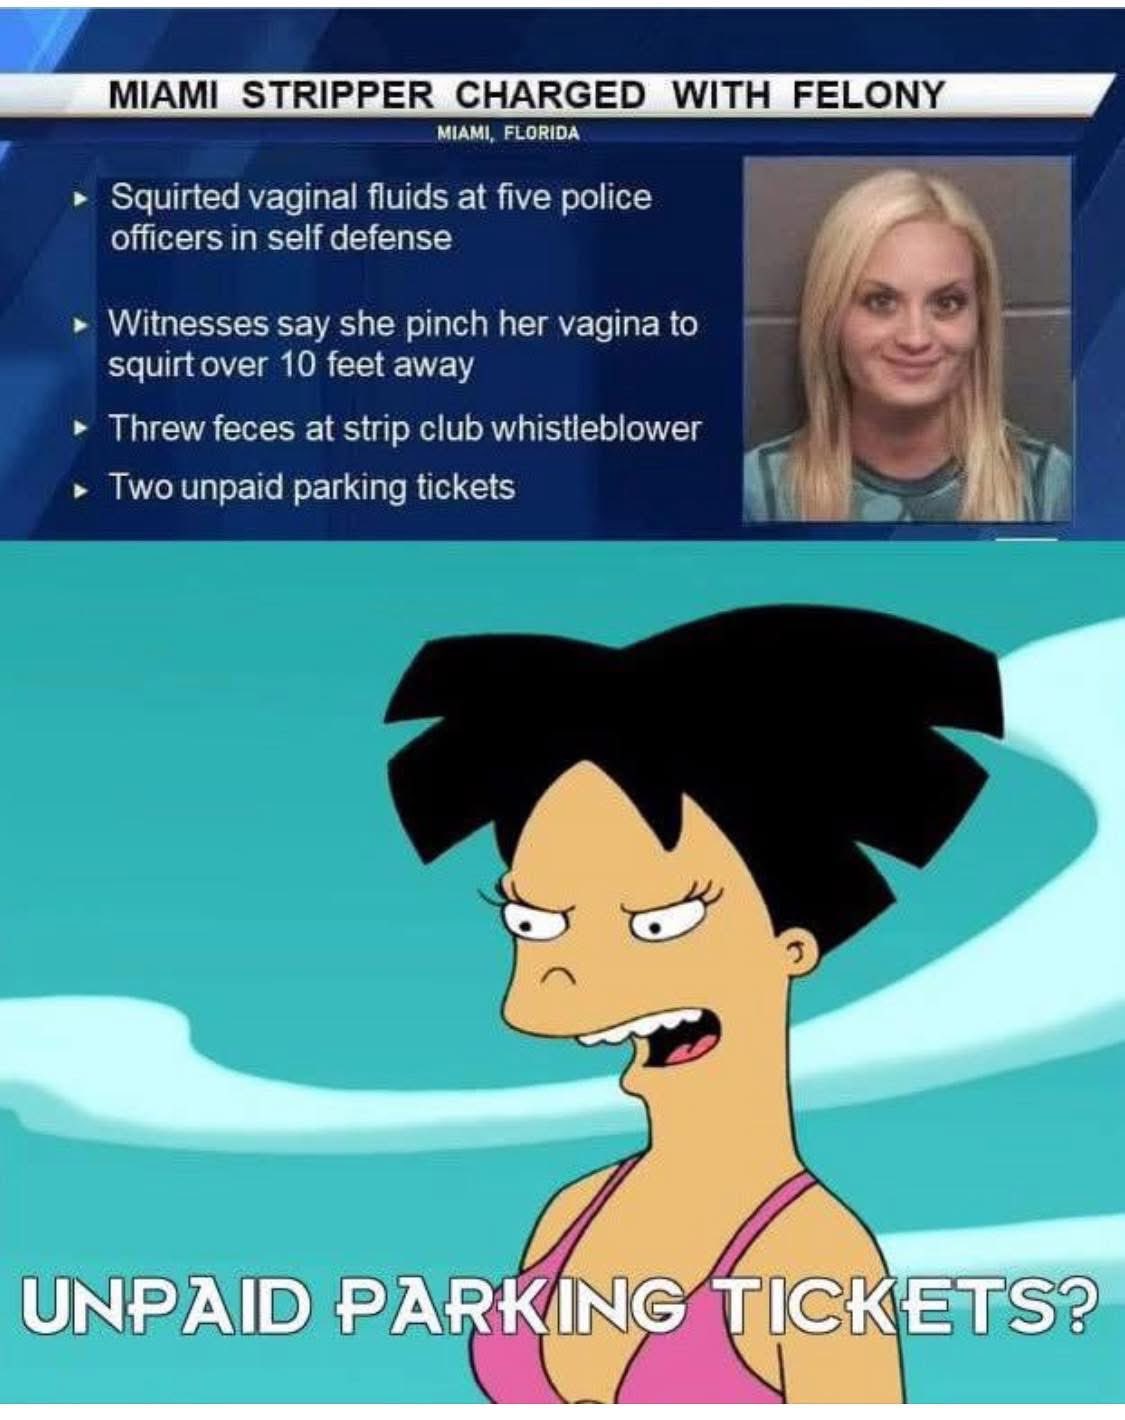 MIAMI STRIPPER CHARGED WITH FELONY
MIAMI, FLORIDA
Squirted vaginal fluids at five police
officers in self defense
Witnesses say she pinch her vagina to
squirt over 10 feet away
Threw feces at strip club whistleblower
Two unpaid parking tickets
UNPAID PARKING TICKETS?